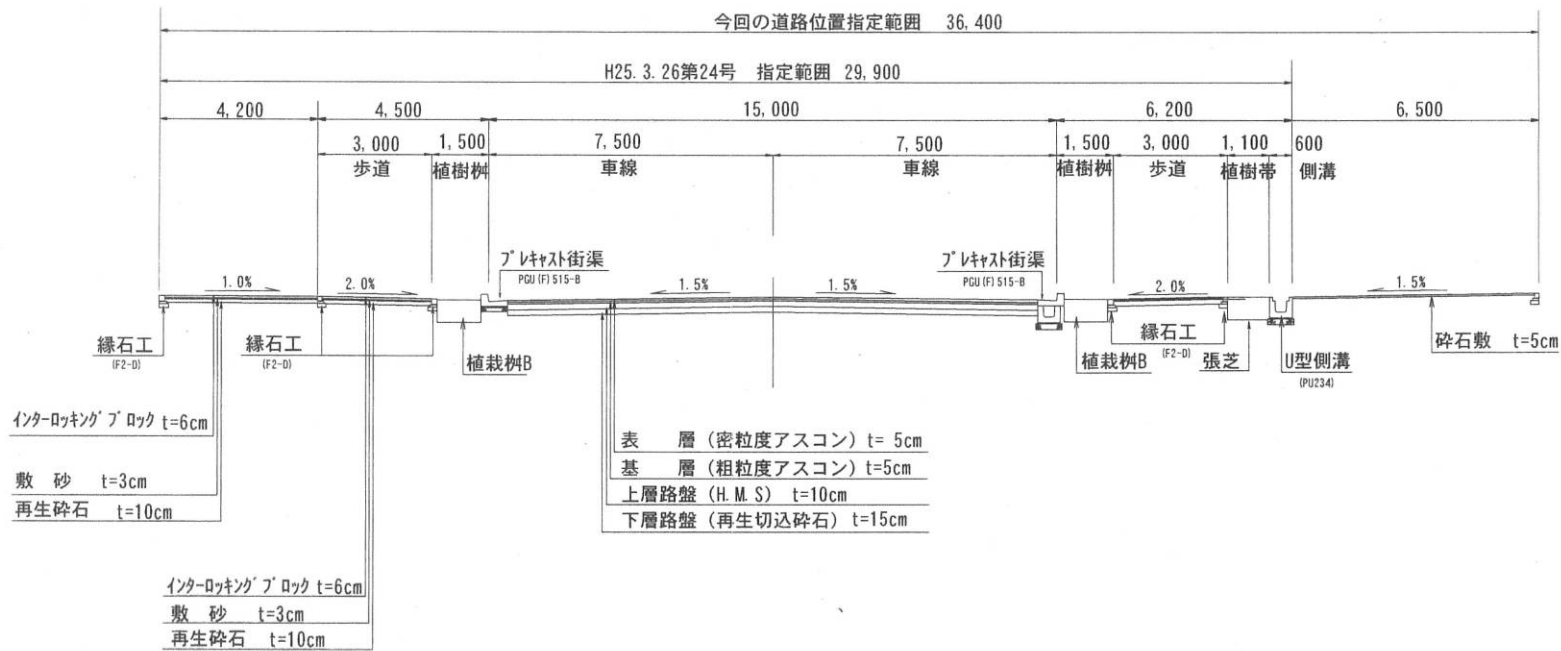 今回の道路位置指定範囲 36,400
H25.3.26第24号 指定範囲 29,900
4,200 4,500 15,000 6,200 6,500
3,000 1,500 7,500 7,500 1,500 3,000 1,100 600
歩道 植樹桝 車線 車線 植樹桝 歩道 植樹帯 側溝
プレキャスト街渠 プレキャスト街渠
PGU(F)515-B PGU(F)515-B
1.0% 2.0% 1.5% 1.5% 2.0% 1.5%
縁石工 縁石工 植栽桝B 植栽桝B 縁石工 張芝 U型側溝 砕石敷 t=5cm
(F2-D) (F2-D) (F2-D) (PU234)
インターロッキングブロック t=6cm
敷 砂 t=3cm
再生砕石 t=10cm
表 層(密粒度アスコン)t= 5cm
基 層(粗粒度アスコン)t=5cm
上層路盤(H.M.S) t=10cm
下層路盤(再生切込砕石)t=15cm
インターロッキングブロック t=6cm
敷 砂 t=3cm
再生砕石 t=10cm